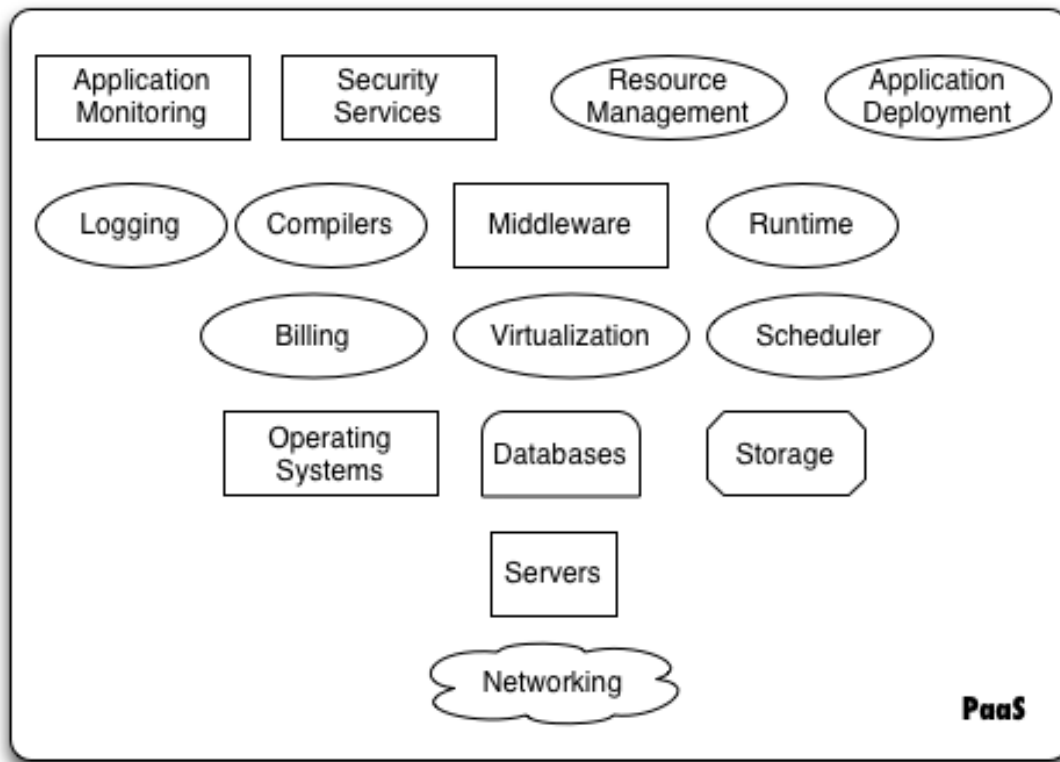 Application
Monitoring
Security
Services
Resource
Management
Application
Deployment
Logging
Compilers
Middleware
Runtime
Billing
Virtualization
Scheduler
Operating
Systems
Databases
Storage
Servers
Networking
PaaS